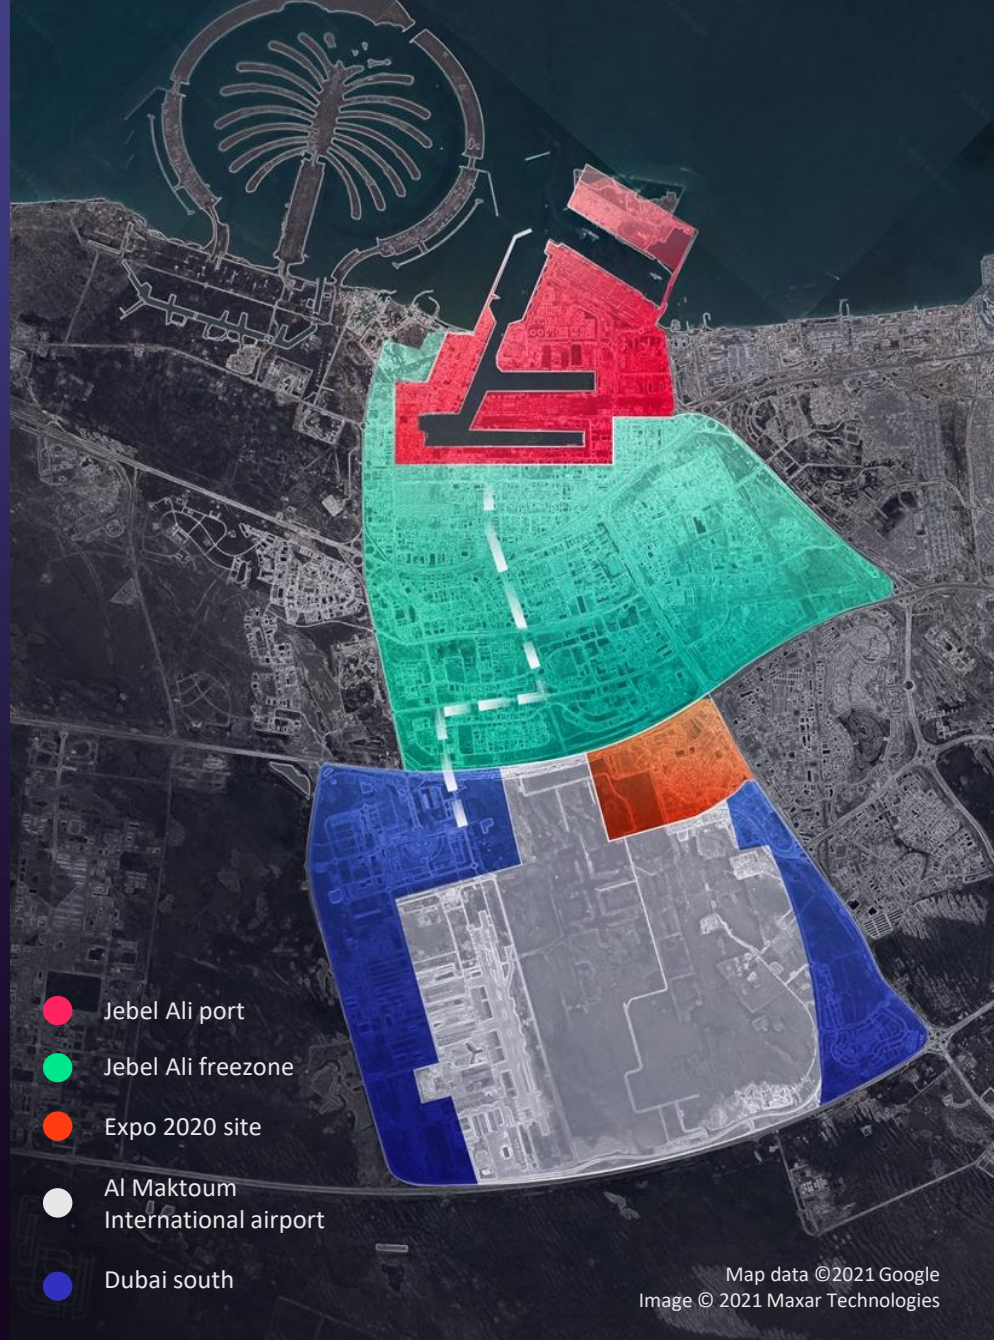 Jebel Ali port
Jebel Ali freezone
Expo 2020 site
Al Maktoum
International airport
Dubai south
Map data ©2021 Google
Image © 2021 Maxar Technologies